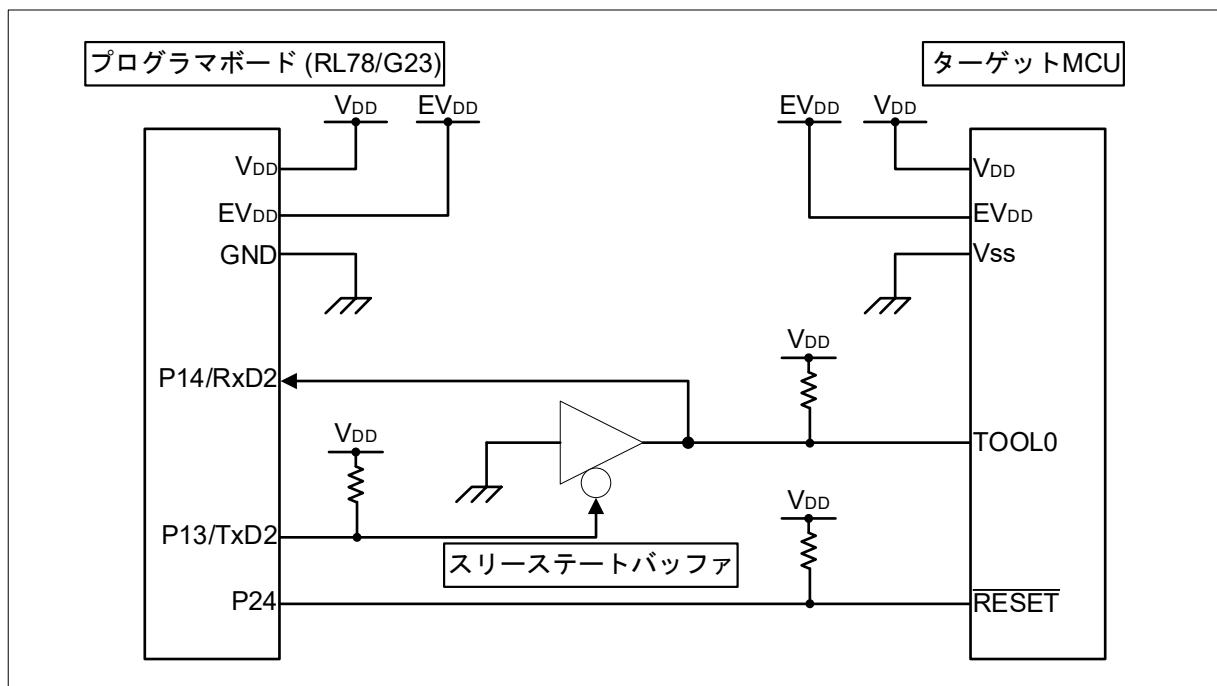 プログラマボード (RL78/G23)
ターゲットMCU
VDD
EVDD
EVDD
VDD
VDD
EVDD
GND
VDD
EVDD
Vss
P14/RxD2
VDD
TOOL0
VDD
P13/TxD2
スリーステートバッファ
VDD
P24
RESET